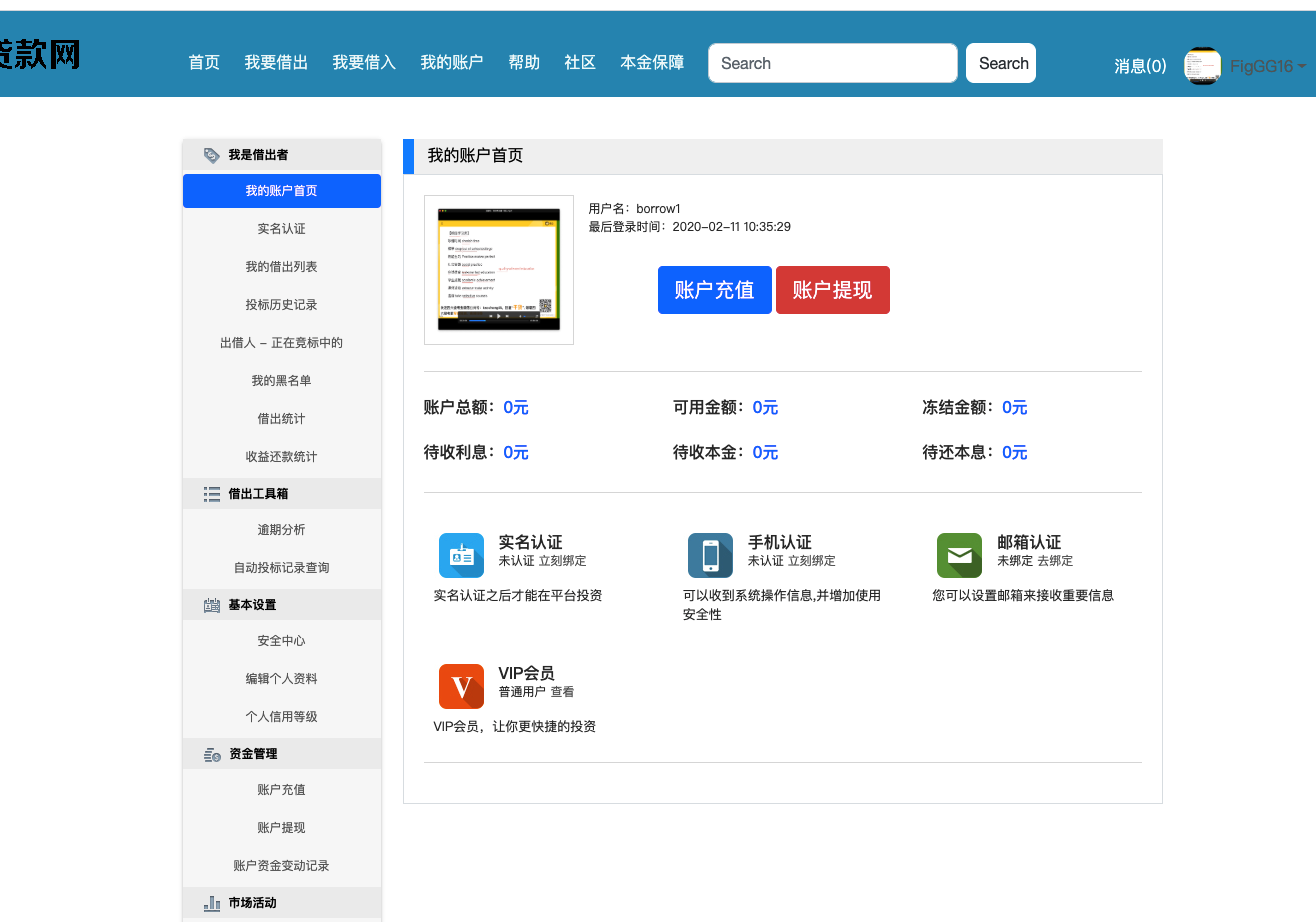 贷款网
首页 我要借出 我要借入 我的账户 帮助 社区 本金保障 Search Search 消息(0) FigGG16
我是借出者
我的账户首页
实名认证
我的借出列表
投标历史记录
出借人 - 正在竟标中的
我的黑名单
借出统计
收益还款统计
借出工具箱
逾期分析
自动投标记录查询
基本设置
安全中心
编辑个人资料
个人信用等级
资金管理
账户充值
账户提现
账户资金变动记录
市场活动
我的账户首页
用户名：borrow1
最后登录时间：2020-02-11 10:35:29
账户充值 账户提现
账户总额：0元 可用金额：0元 冻结金额：0元
待收利息：0元 待收本金：0元 待还本息：0元
实名认证
未认证 立刻绑定
实名认证之后才能在平台投资
手机认证
未认证 立刻绑定
可以收到系统操作信息,并增加使用
安全性
邮箱认证
未绑定 去绑定
您可以设置邮箱来接收重要信息
V
VIP会员
普通用户 查看
VIP会员，让你更快捷的投资